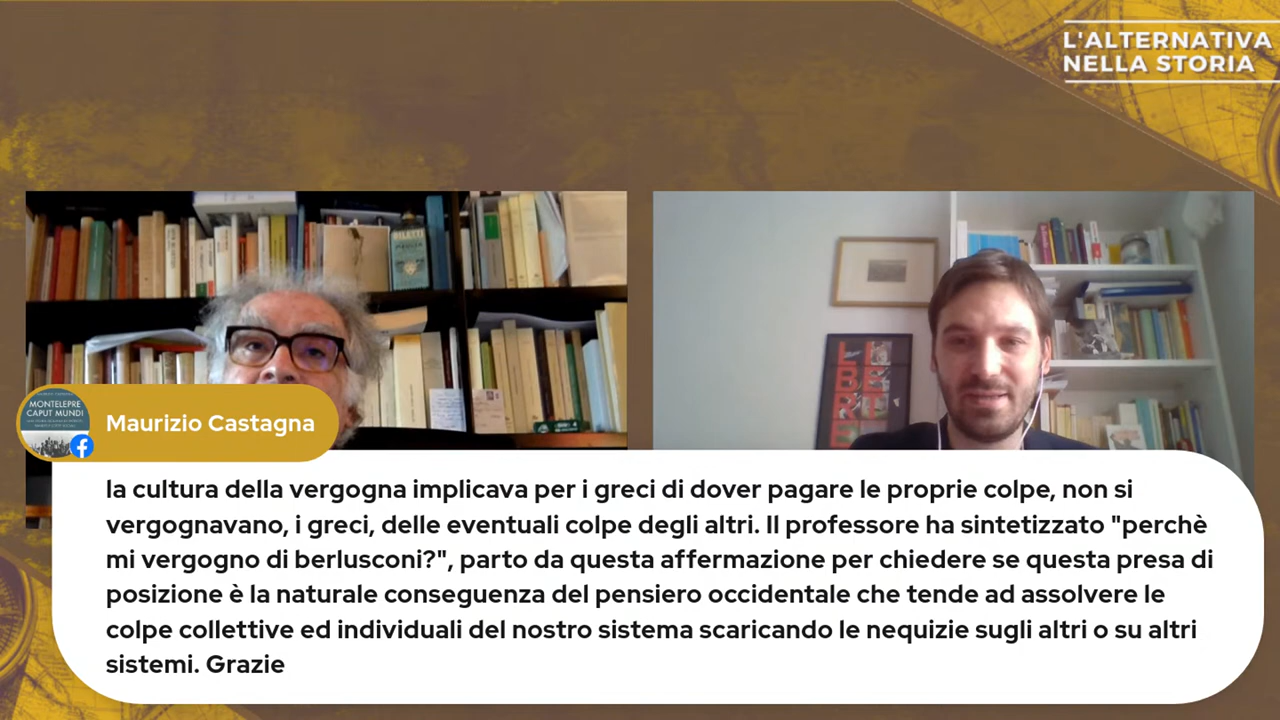 L'ALTERNATIVA
NELLA STORIA
MONTELEPRE
CAPUT MUNDI
Maurizio Castagna
la cultura della vergogna implicava per i greci di dover pagare le proprie colpe, non si
vergognavano, i greci, delle eventuali colpe degli altri. Il professore ha sintetizzato "perchè
mi vergogno di berlusconi?", parto da questa affermazione per chiedere se questa presa di
posizione è la naturale conseguenza del pensiero occidentale che tende ad assolvere le
colpe collettive ed individuali del nostro sistema scaricando le nequizie sugli altri o su altri
sistemi. Grazie